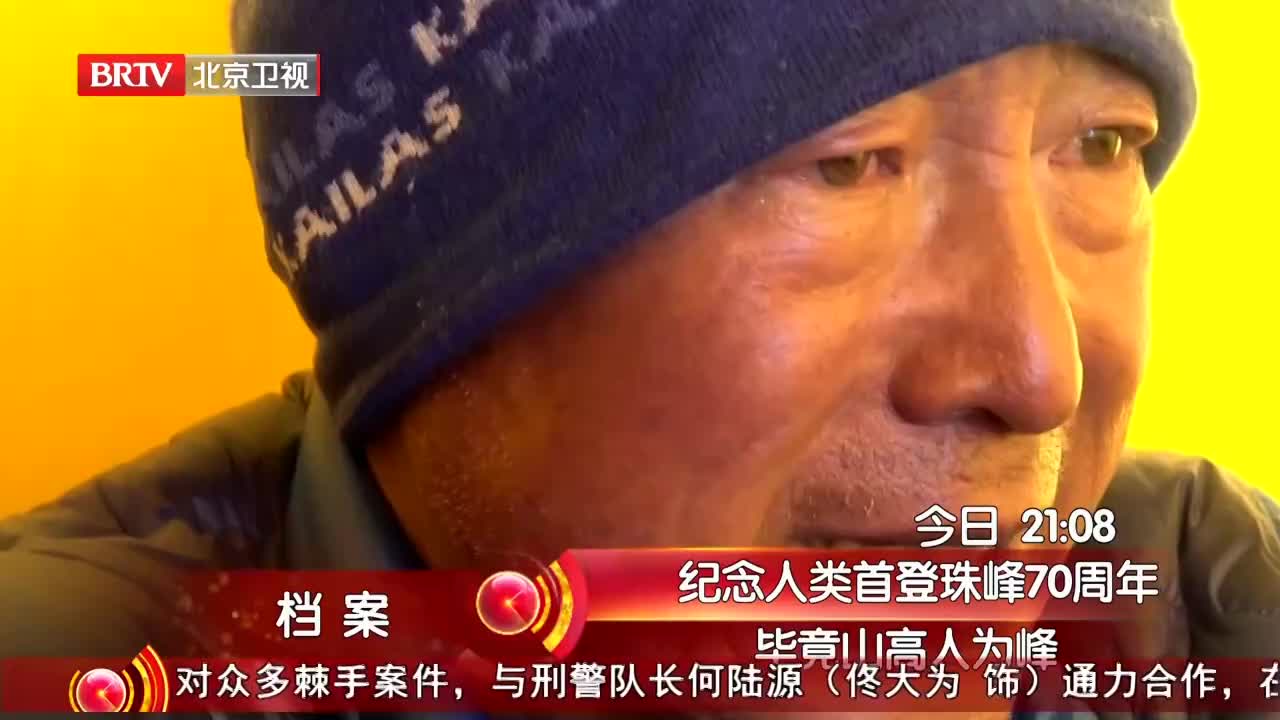 BRTV 北京卫视
KAILAS
KAILAS
今日 21:08
纪念人类首登珠峰70周年
档案
毕竟山高人为峰
对众多棘手案件，与刑警队长何陆源（佟大为 饰）通力合作，在